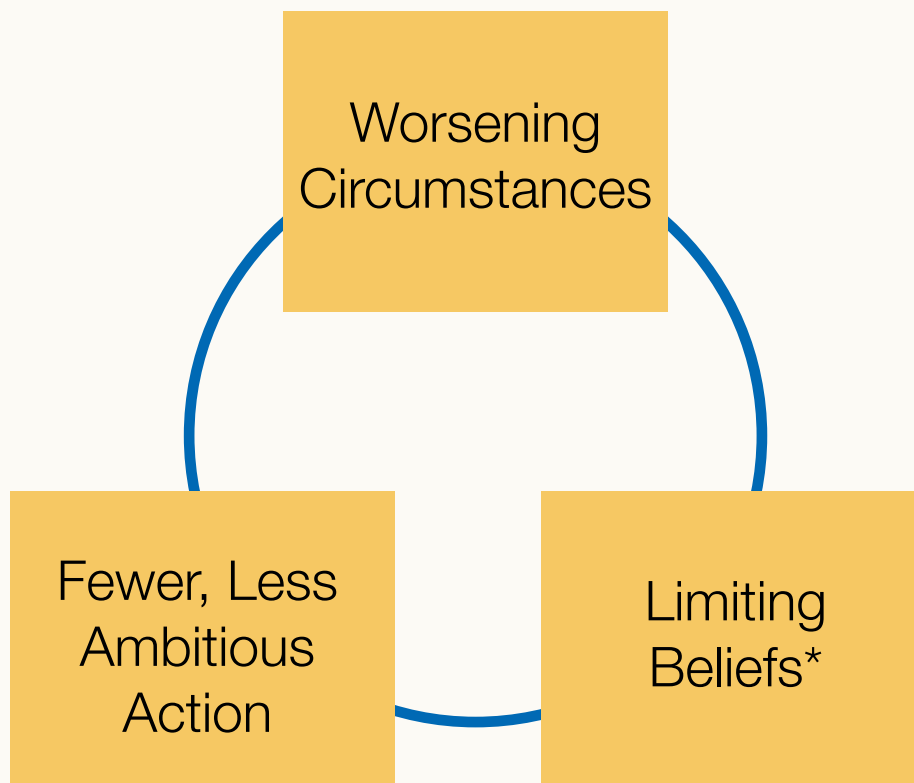 Worsening
Circumstances
Fewer, Less
Ambitious
Action
Limiting
Beliefs*